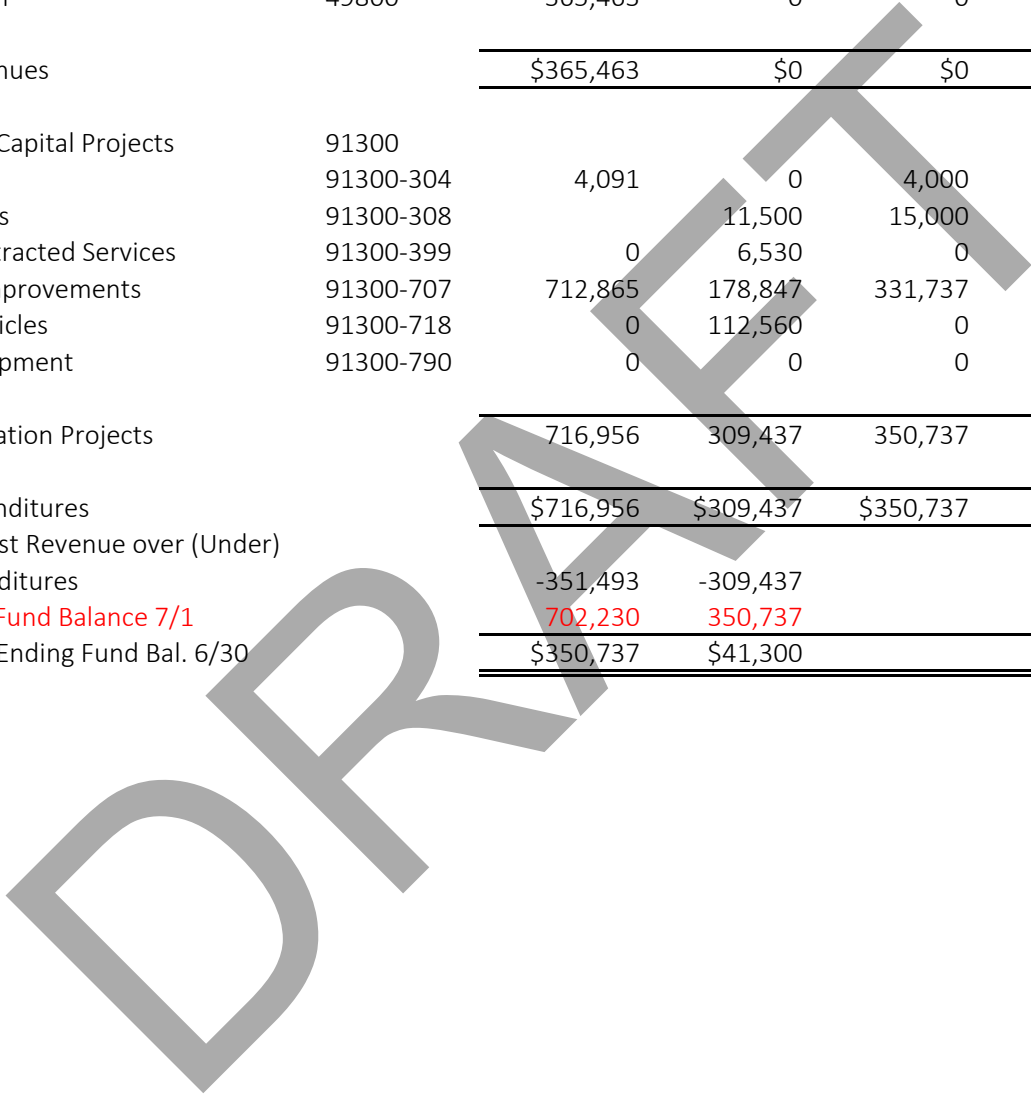 nues $365,463 $0 $0
Capital Projects 91300
91300-304 4,091 0 4,000
s 91300-308 11,500 15,000
tracted Services 91300-399 0 6,530 0
nprovements 91300-707 712,865 178,847 331,737
icles 91300-718 0 112,560 0
pment 91300-790 0 0 0
ation Projects 716,956 309,437 350,737
nditures $716,956 $309,437 $350,737
st Revenue over (Under)
ditures -351,493 -309,437
Fund Balance 7/1 702,230 350,737
Ending Fund Bal. 6/30 $350,737 $41,300
DRAFT